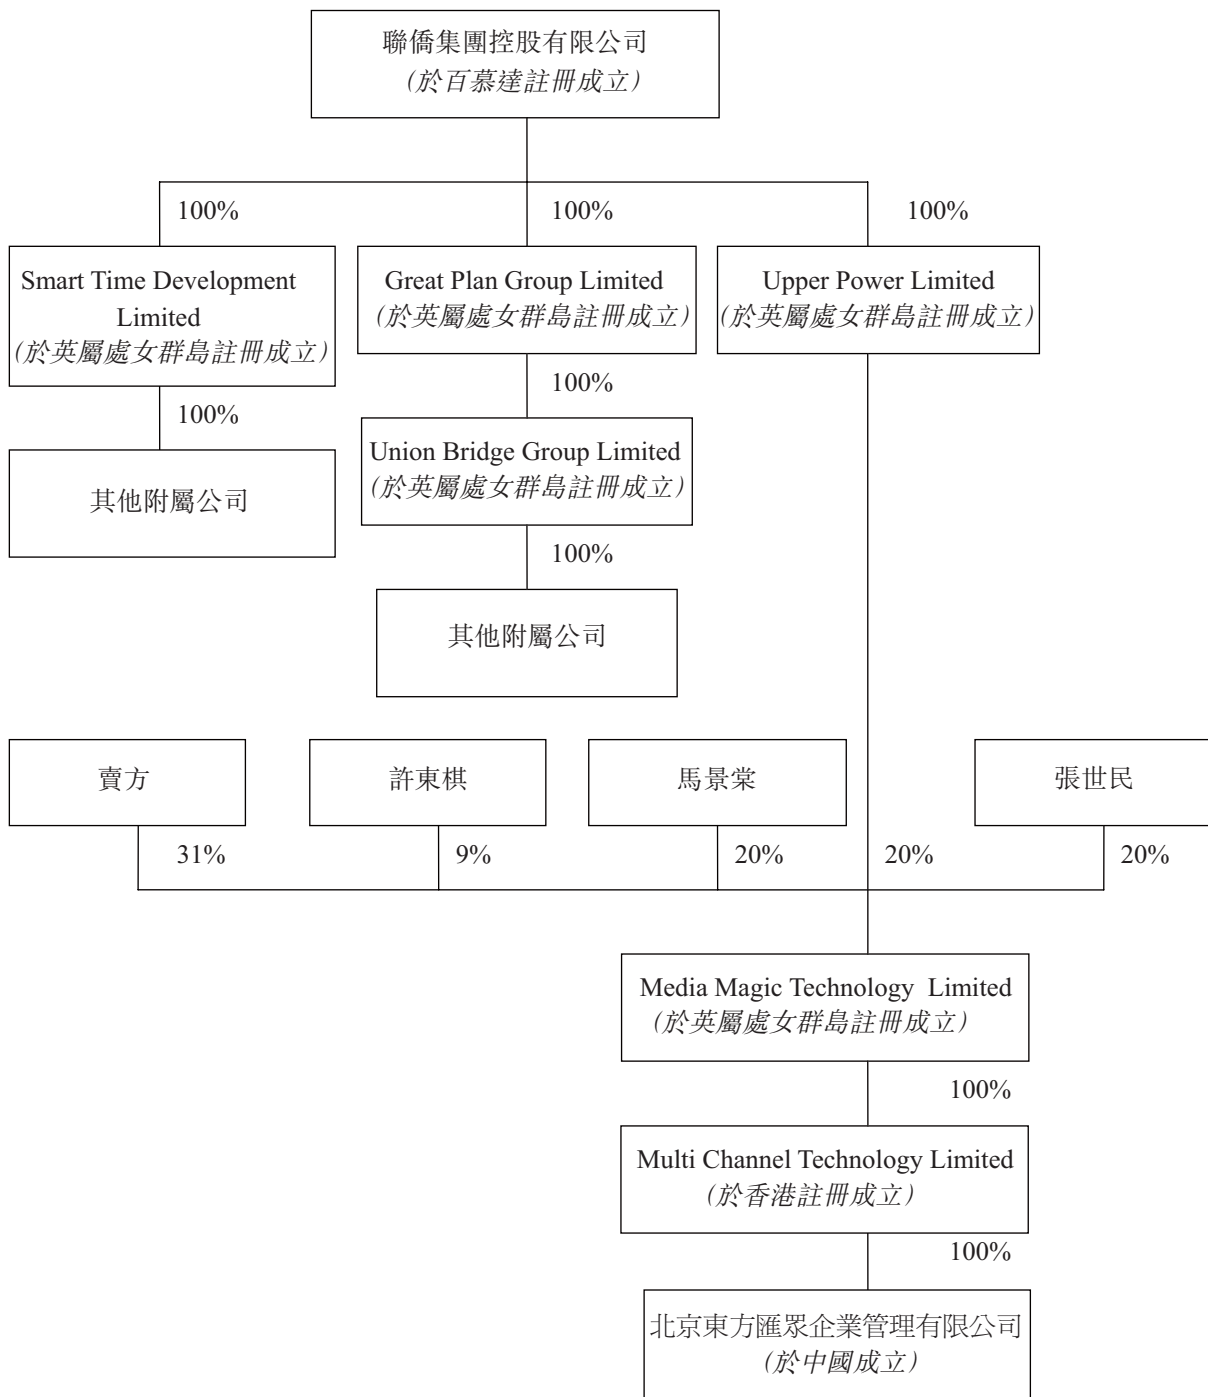 聯僑集團控股有限公司
(於百慕達註冊成立)
100%
100%
100%
Smart Time Development
Limited
(於英屬處女群島註冊成立)
Great Plan Group Limited
(於英屬處女群島註冊成立)
Upper Power Limited
(於英屬處女群島註冊成立)
100%
100%
其他附屬公司
Union Bridge Group Limited
(於英屬處女群島註冊成立)
100%
其他附屬公司
賣方
許東棋
馬景棠
張世民
31%
9%
20%
20%
20%
Media Magic Technology Limited
(於英屬處女群島註冊成立)
100%
Multi Channel Technology Limited
(於香港註冊成立)
100%
北京東方匯眾企業管理有限公司
(於中國成立)